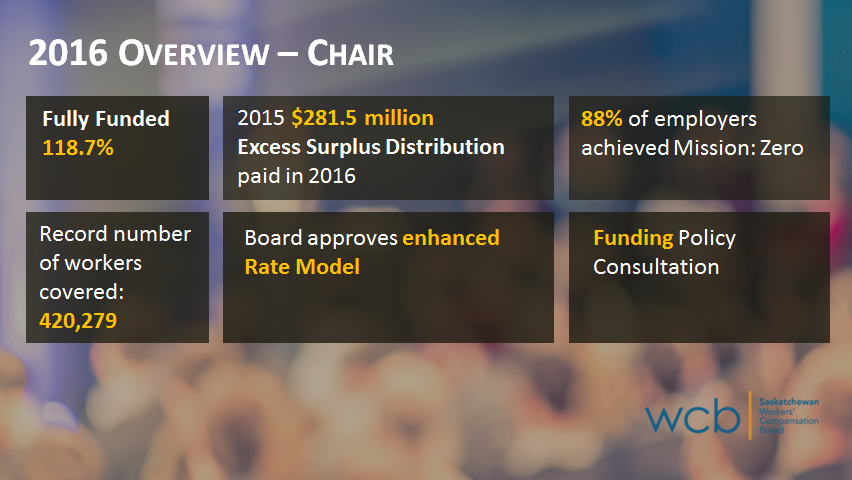 2016 OVERVIEW – CHAIR
Fully Funded
118.7%
2015 $281.5 million
Excess Surplus Distribution
paid in 2016
88% of employers
achieved Mission: Zero
Record number
of workers
covered:
420,279
Board approves enhanced
Rate Model
Funding Policy
Consultation
wcb
Saskatchewan
Workers'
Compensation
Board